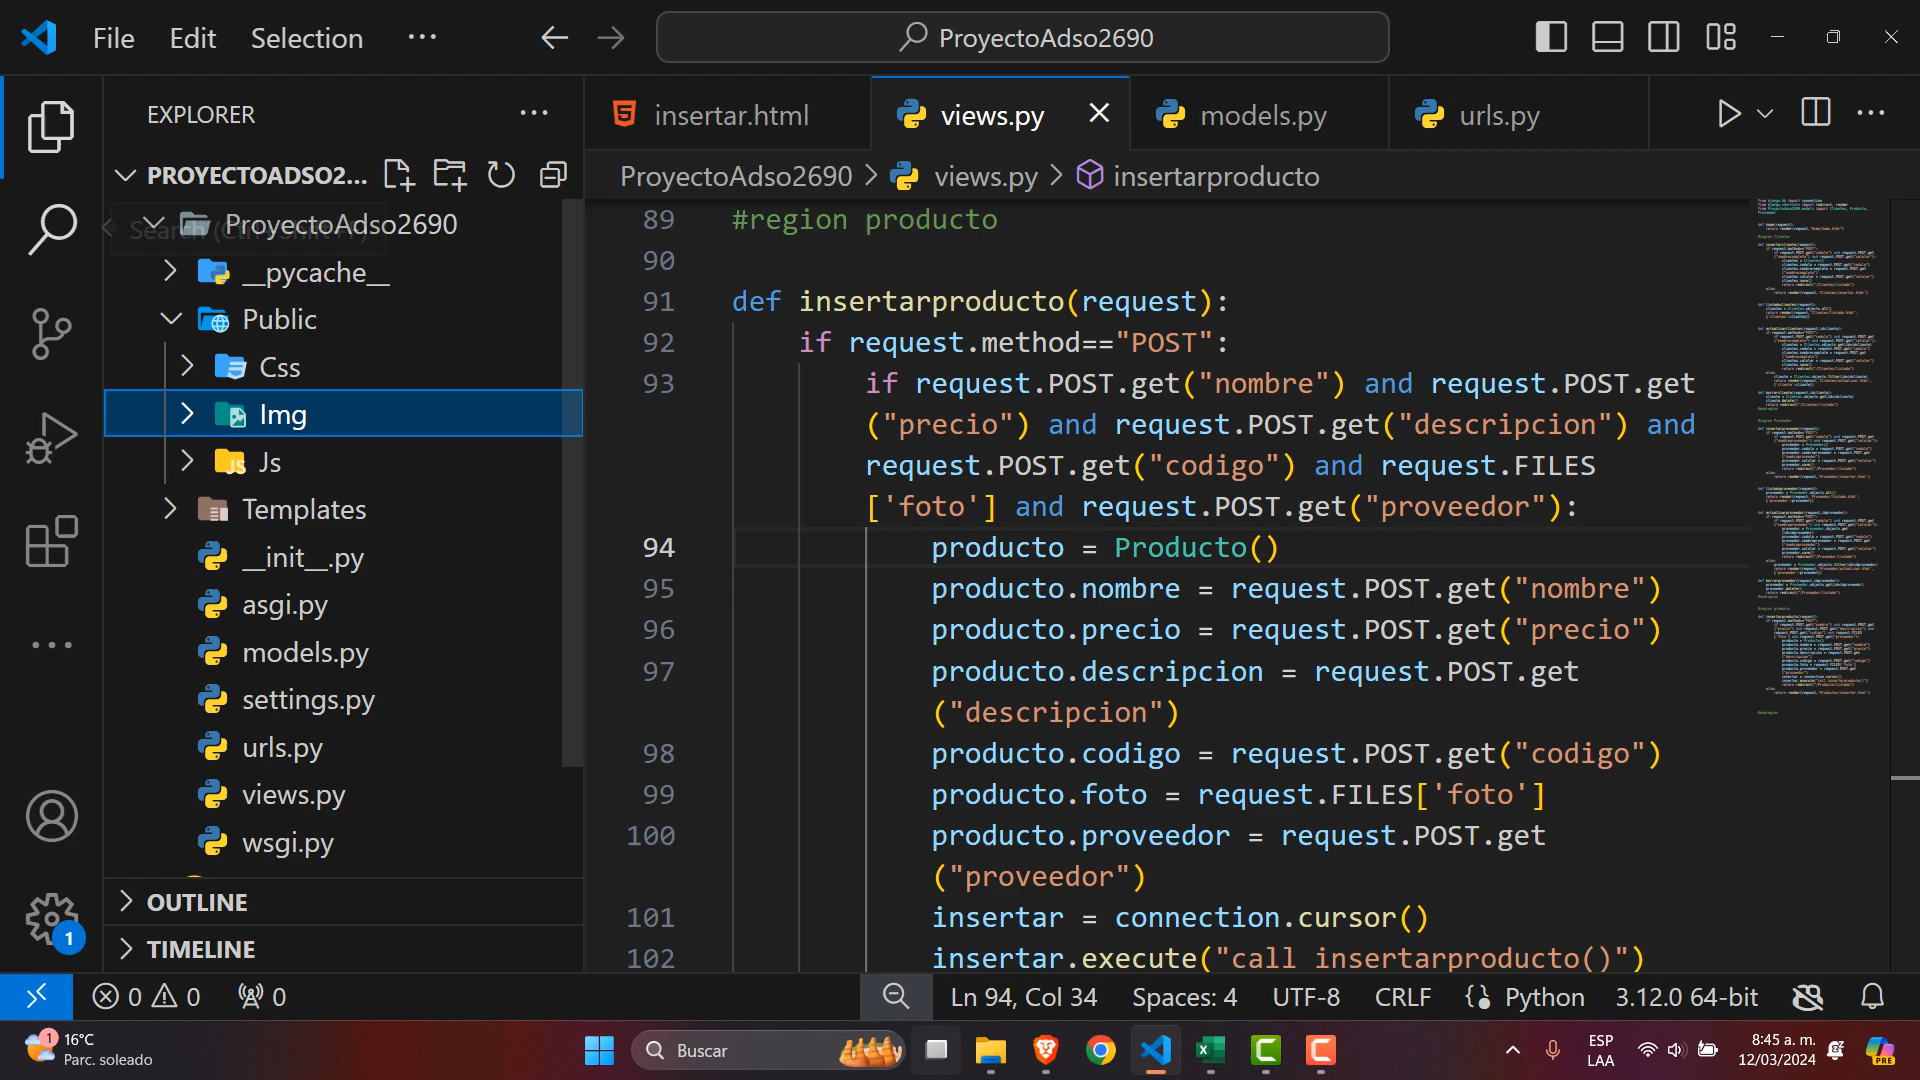 File Edit Selection ··· ProyectoAdso2690
EXPLORER
PROYECTOADSO2...
ProyectoAdso2690
__pycache__
Public
Css
Img
Js
Templates
__init__.py
asgi.py
models.py
settings.py
urls.py
views.py
wsgi.py
OUTLINE
TIMELINE
insertar.html views.py models.py urls.py
ProyectoAdso2690 > views.py > insertarproducto
89 #region producto
90
91 def insertarproducto(request):
92 if request.method=="POST":
93 if request.POST.get("nombre") and request.POST.get
("precio") and request.POST.get("descripcion") and
request.POST.get("codigo") and request.FILES
['foto'] and request.POST.get("proveedor"):
94 producto = Producto()
95 producto.nombre = request.POST.get("nombre")
96 producto.precio = request.POST.get("precio")
97 producto.descripcion = request.POST.get
("descripcion")
98 producto.codigo = request.POST.get("codigo")
99 producto.foto = request.FILES['foto']
100 producto.proveedor = request.POST.get
("proveedor")
101 insertar = connection.cursor()
102 insertar.execute("call insertarproducto()")
1
0 0 0 Ln 94, Col 34 Spaces: 4 UTF-8 CRLF Python 3.12.0 64-bit
1 16°C
Parc. soleado
Buscar
ESP
LAA
8:45 a. m.
12/03/2024
PRE